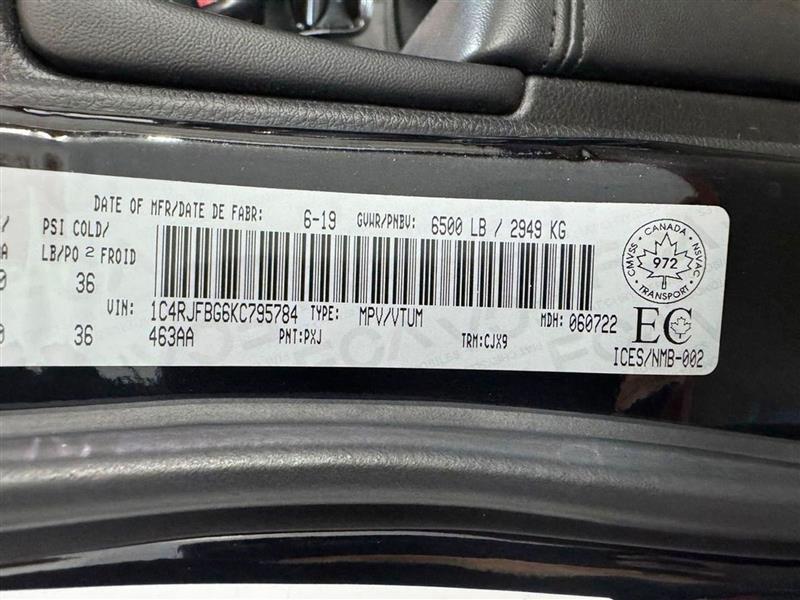 DATE OF MFR/DATE DE FABR: 6-19 GVWR/PNBV: 6500 LB / 2949 KG
PSI COLD/
LB/PO 2 FROID
36
VIN: 1C4RJFBG6KC795784 TYPE: MPV/VTUM MDH: 060722
36 463AA PNT:PXJ TRM:CJX9
CANADA
CMVSS 972 NSVAC
TRANSPORT
EC
ICES/NMB-002